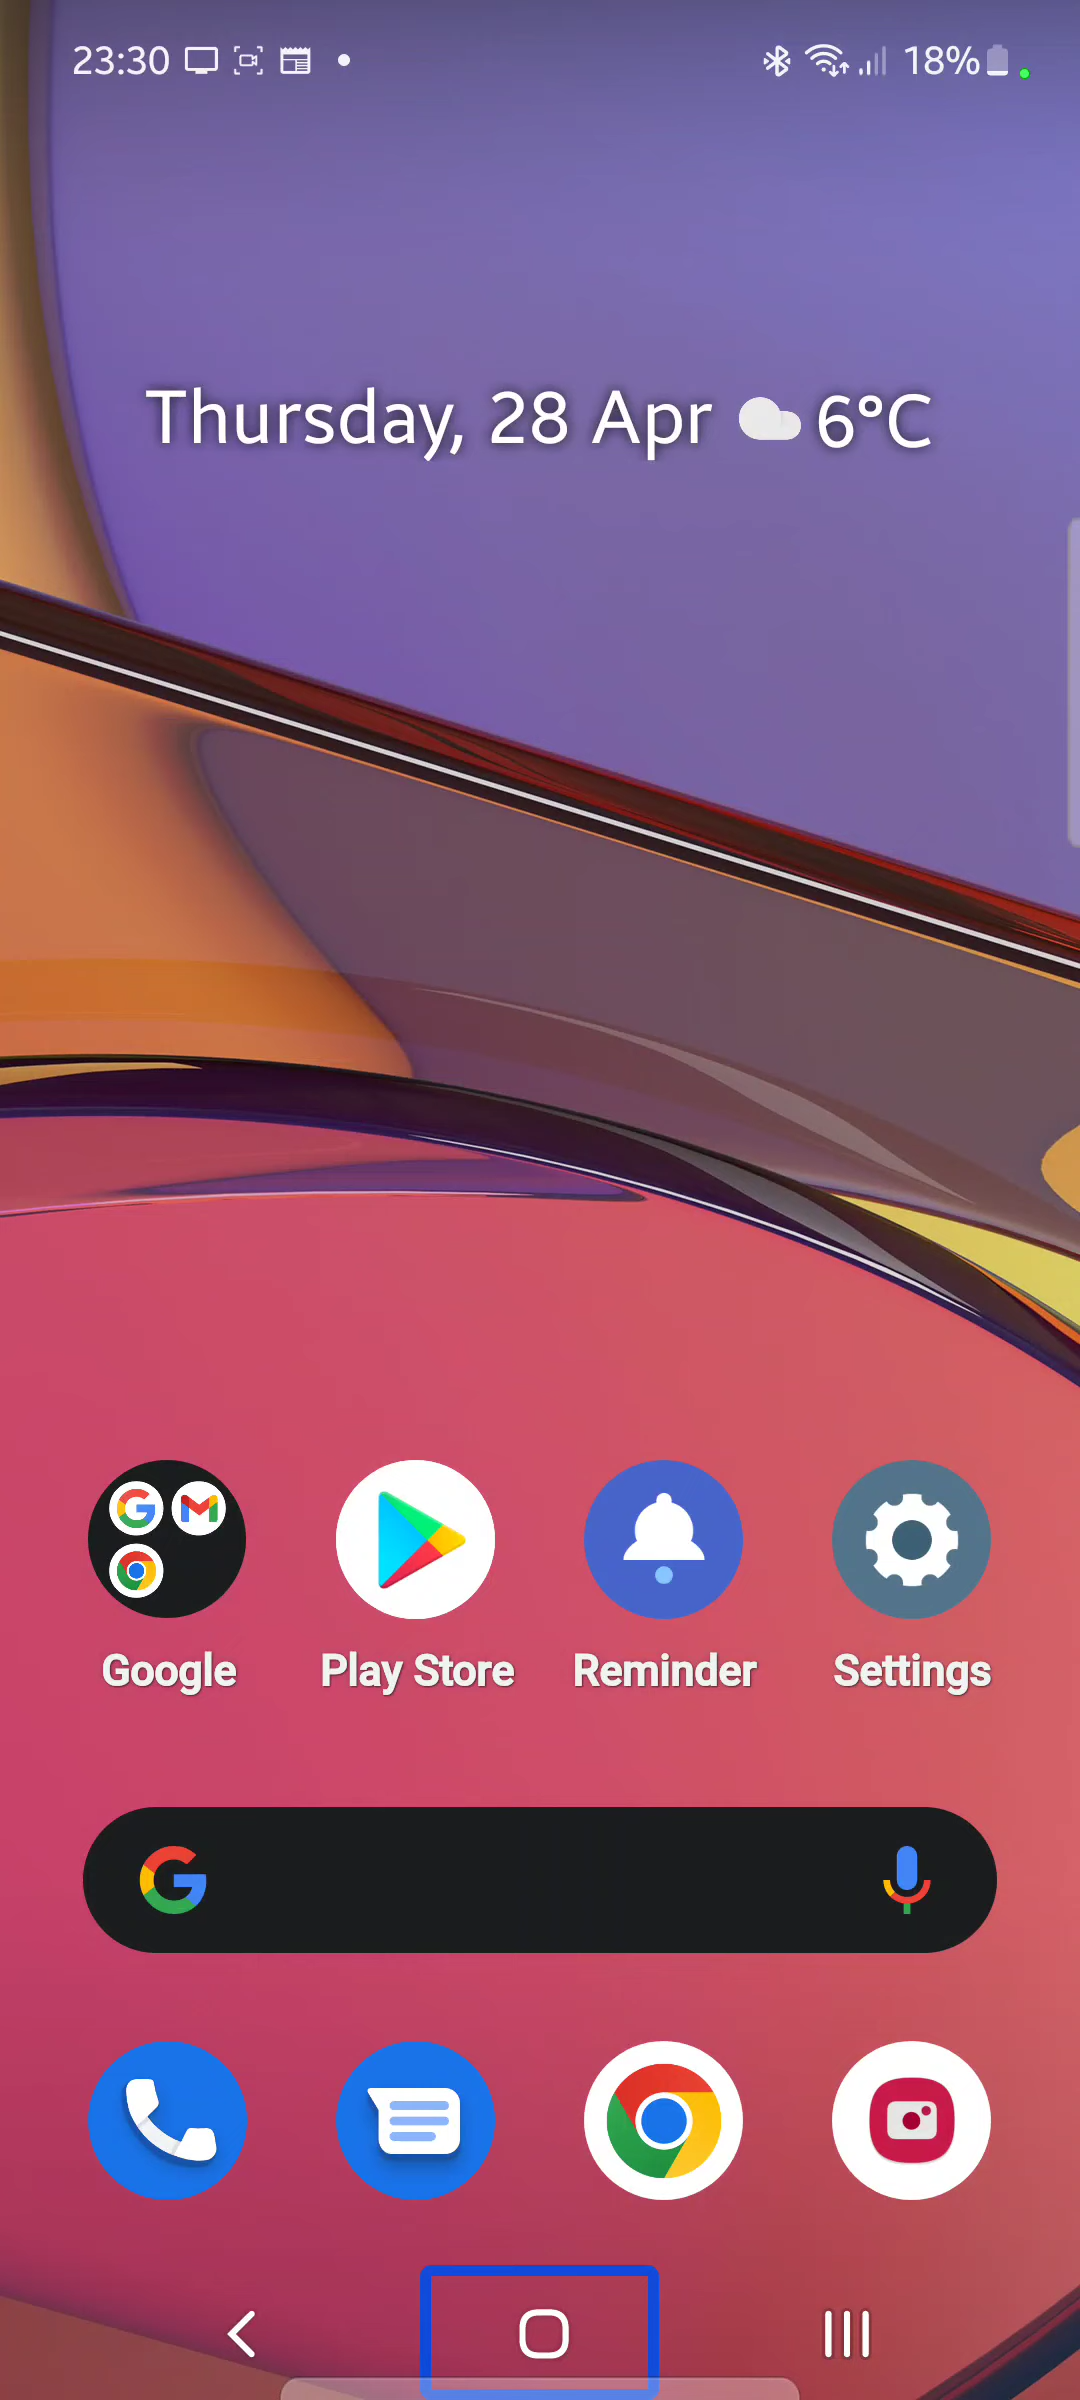 23:30
18%
Thursday, 28 Apr 6°C
Google
Play Store
Reminder
Settings